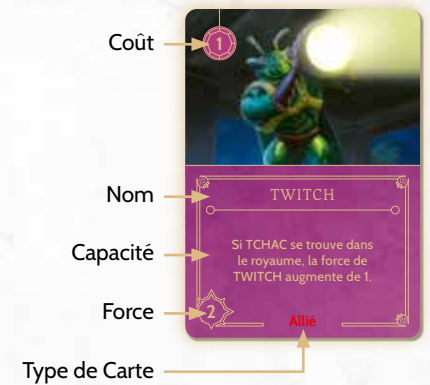 Coût
1
Nom
TWITCH
Capacité
Si TCHAC se trouve dans
le royaume, la force de
TWITCH augmente de 1.
Force
2
Allié
Type de Carte